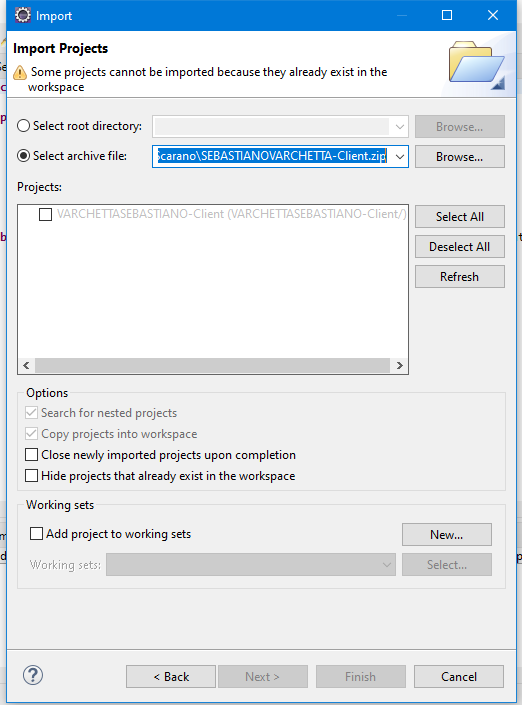 Import
Import Projects
Some projects cannot be imported because they already exist in the
workspace
Select root directory:
Browse...
Select archive file:
Scarano\SEBASTIANOVARCHETTA-Client.zip
Browse...
Projects:
VARCHETTASEBASTIANO-Client (VARCHETTASEBASTIANO-Client/)
Select All
Deselect All
Refresh
Options
Search for nested projects
Copy projects into workspace
Close newly imported projects upon completion
Hide projects that already exist in the workspace
Working sets
Add project to working sets
New...
Working sets:
Select...
?
< Back
Next >
Finish
Cancel